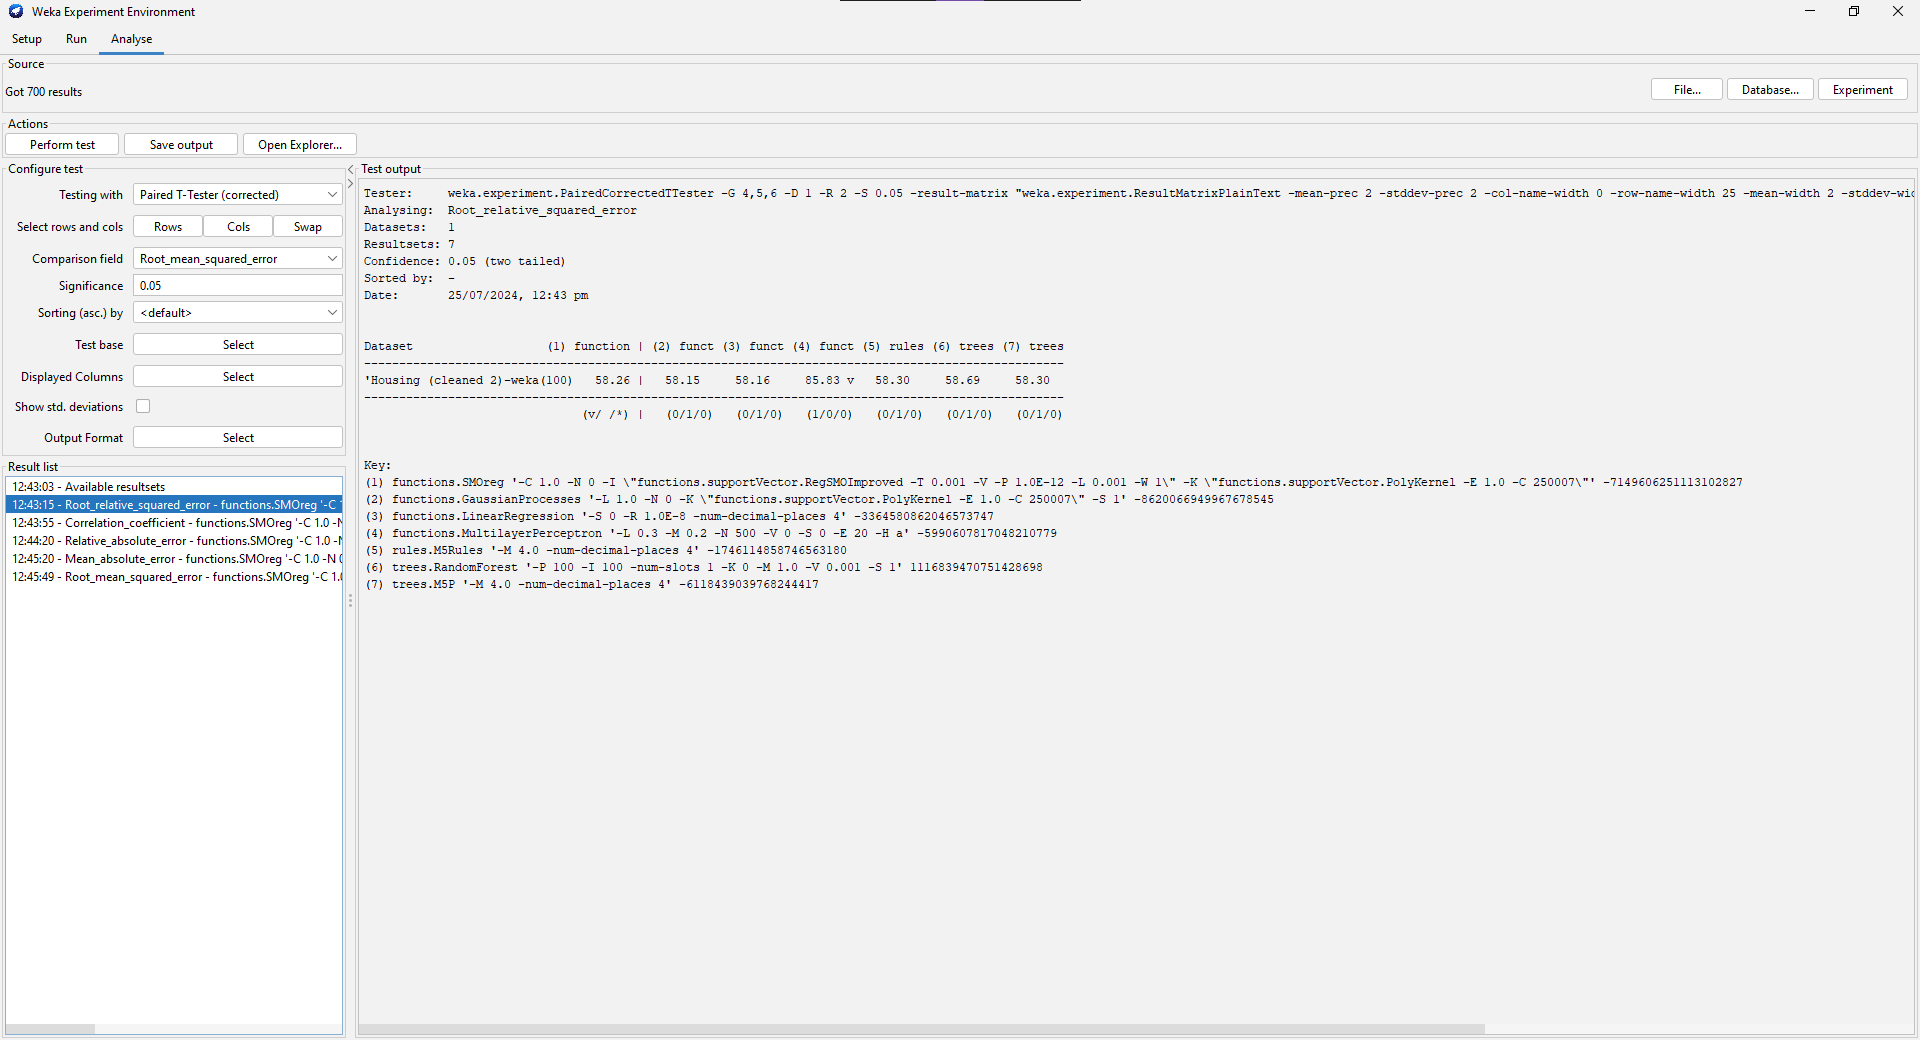 Weka Experiment Environment
Setup Run Analyse
Source
Got 700 results
File... Database... Experiment
Actions
Perform test Save output Open Explorer...
Configure test
Testing with Paired T-Tester (corrected)
Select rows and cols Rows Cols Swap
Comparison field Root_mean_squared_error
Significance 0.05
Sorting (asc.) by <default>
Test base Select
Displayed Columns Select
Show std. deviations
Output Format Select
Result list
12:43:03 - Available resultsets
12:43:15 - Root_relative_squared_error - functions.SMOreg '-C 1
12:43:55 - Correlation_coefficient - functions.SMOreg '-C 1.0 -N
12:44:20 - Relative_absolute_error - functions.SMOreg '-C 1.0 -N
12:45:20 - Mean_absolute_error - functions.SMOreg '-C 1.0 -N 0
12:45:49 - Root_mean_squared_error - functions.SMOreg '-C 1.0
Test output
Tester: weka.experiment.PairedCorrectedTTester -G 4,5,6 -D 1 -R 2 -S 0.05 -result-matrix "weka.experiment.ResultMatrixPlainText -mean-prec 2 -stddev-prec 2 -col-name-width 0 -row-name-width 25 -mean-width 2 -stddev-wid
Analysing: Root_relative_squared_error
Datasets: 1
Resultsets: 7
Confidence: 0.05 (two tailed)
Sorted by: -
Date: 25/07/2024, 12:43 pm
Dataset (1) function | (2) funct (3) funct (4) funct (5) rules (6) trees (7) trees
----------------------------------------------------------------------------------------------------
'Housing (cleaned 2)-weka(100) 58.26 | 58.15 58.16 85.83 v 58.30 58.69 58.30
----------------------------------------------------------------------------------------------------
(v/ /*) | (0/1/0) (0/1/0) (1/0/0) (0/1/0) (0/1/0) (0/1/0)
Key:
(1) functions.SMOreg '-C 1.0 -N 0 -I \"functions.supportVector.RegSMOImproved -T 0.001 -V -P 1.0E-12 -L 0.001 -W 1\" -K \"functions.supportVector.PolyKernel -E 1.0 -C 250007\"' -7149606251113102827
(2) functions.GaussianProcesses '-L 1.0 -N 0 -K \"functions.supportVector.PolyKernel -E 1.0 -C 250007\" -S 1' -8620066949967678545
(3) functions.LinearRegression '-S 0 -R 1.0E-8 -num-decimal-places 4' -3364580862046573747
(4) functions.MultilayerPerceptron '-L 0.3 -M 0.2 -N 500 -V 0 -S 0 -E 20 -H a' -5990607817048210779
(5) rules.M5Rules '-M 4.0 -num-decimal-places 4' -1746114858746563180
(6) trees.RandomForest '-P 100 -I 100 -num-slots 1 -K 0 -M 1.0 -V 0.001 -S 1' 1116839470751428698
(7) trees.M5P '-M 4.0 -num-decimal-places 4' -6118439039768244417